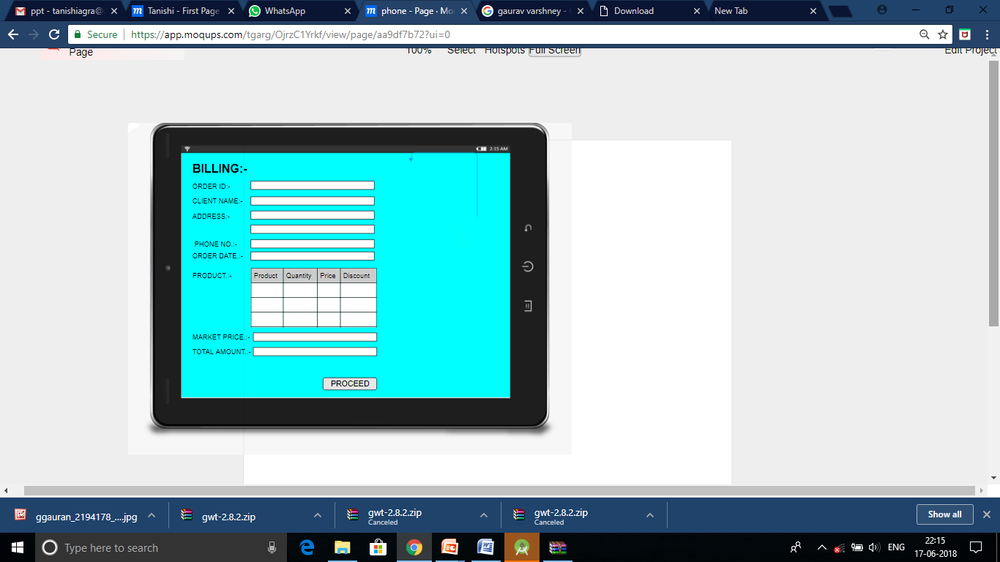 ppt - tanishiagra@
Tanishi - First Page
WhatsApp
phone - Page · Mo
gaurav varshney -
Download
New Tab
Secure
https://app.moqups.com/tgarg/OjrzC1Yrkf/view/page/aa9df7b72?ui=0
Page
100%
Select
Hotspots
Full Screen
Edit Project
2:15 AM
BILLING:-
ORDER ID:-
CLIENT NAME:-
ADDRESS:-
PHONE NO.:-
ORDER DATE.:-
PRODUCT.:-
Product Quantity Price Discount
MARKET PRICE.:-
TOTAL AMOUNT.:-
PROCEED
ggauran_2194178_....jpg
gwt-2.8.2.zip
gwt-2.8.2.zip
Canceled
gwt-2.8.2.zip
Canceled
Show all
Type here to search
ENG
22:15
17-06-2018